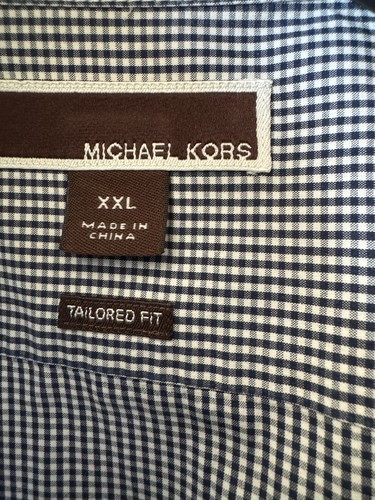 MICHAEL KORS
XXL
MADE IN
CHINA
TAILORED FIT